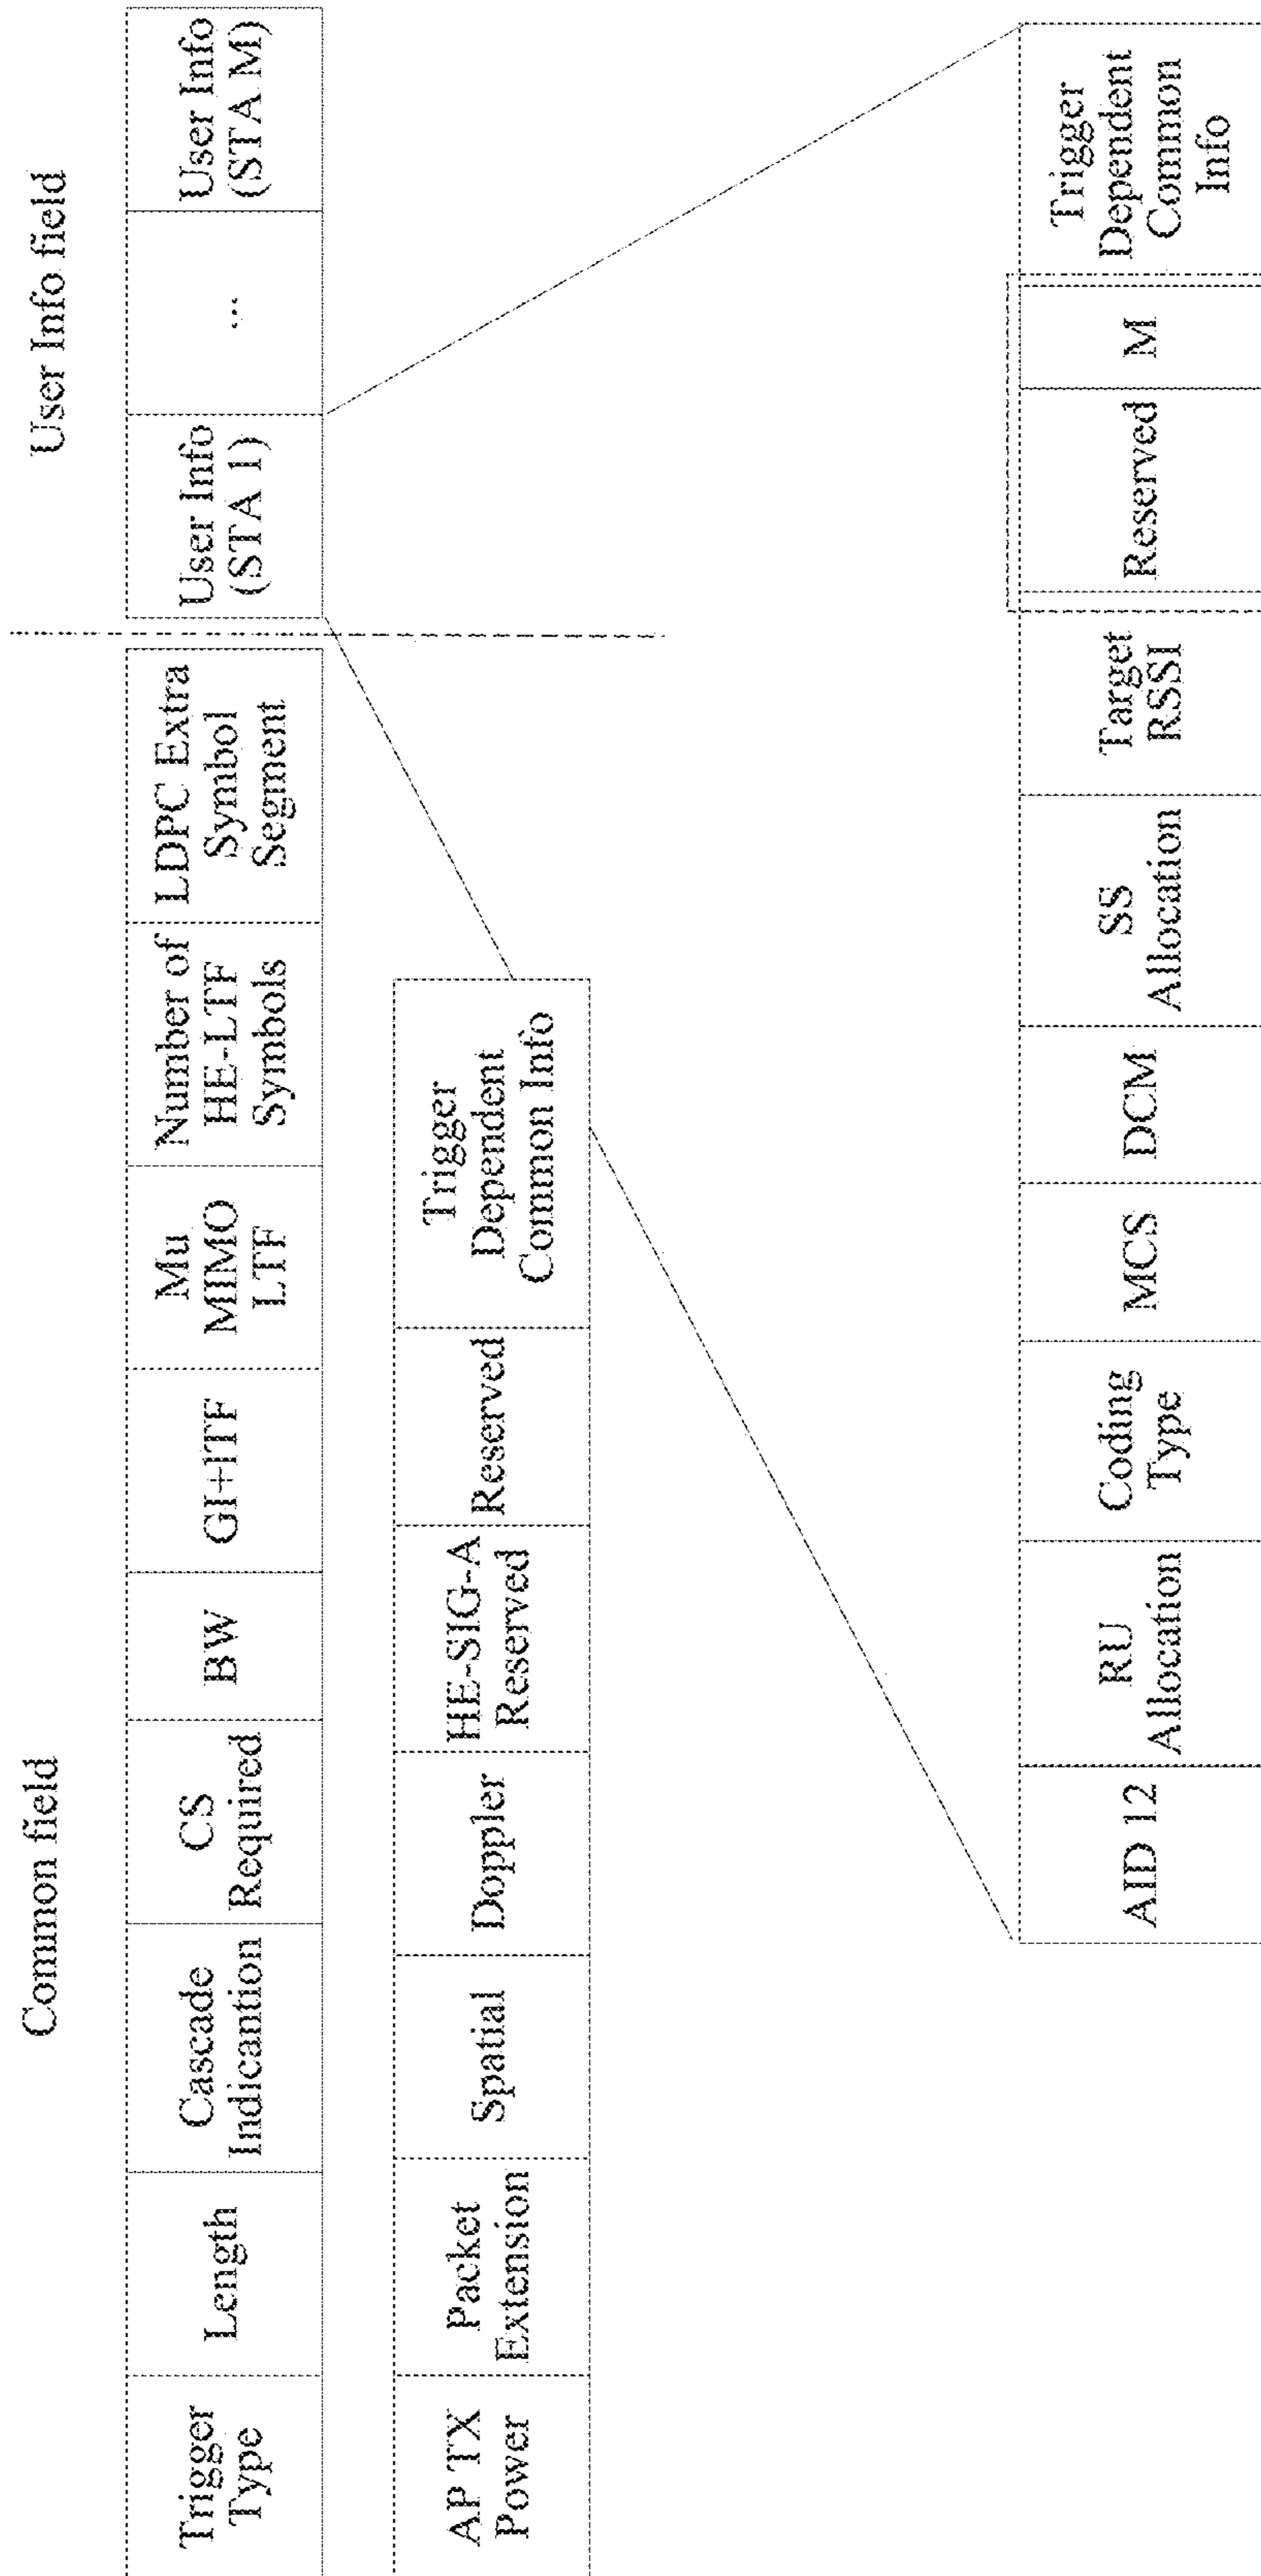 Common field
User Info field
Trigger
Type
Length
Cascade
Indicantion
CS
Required
BW
GI+ITF
Mu
MIMO
LTF
Number of
HE-LTF
Symbols
LDPC Extra
Symbol
Segment
User Info
(STA 1)
...
User Info
(STA M)
AP TX
Power
Packet
Extension
Spatial
Doppler
HE-SIG-A
Reserved
Reserved
Trigger
Dependent
Common Info
AID 12
RU
Allocation
Coding
Type
MCS
DCM
SS
Allocation
Target
RSSI
Reserved
M
Trigger
Dependent
Common
Info